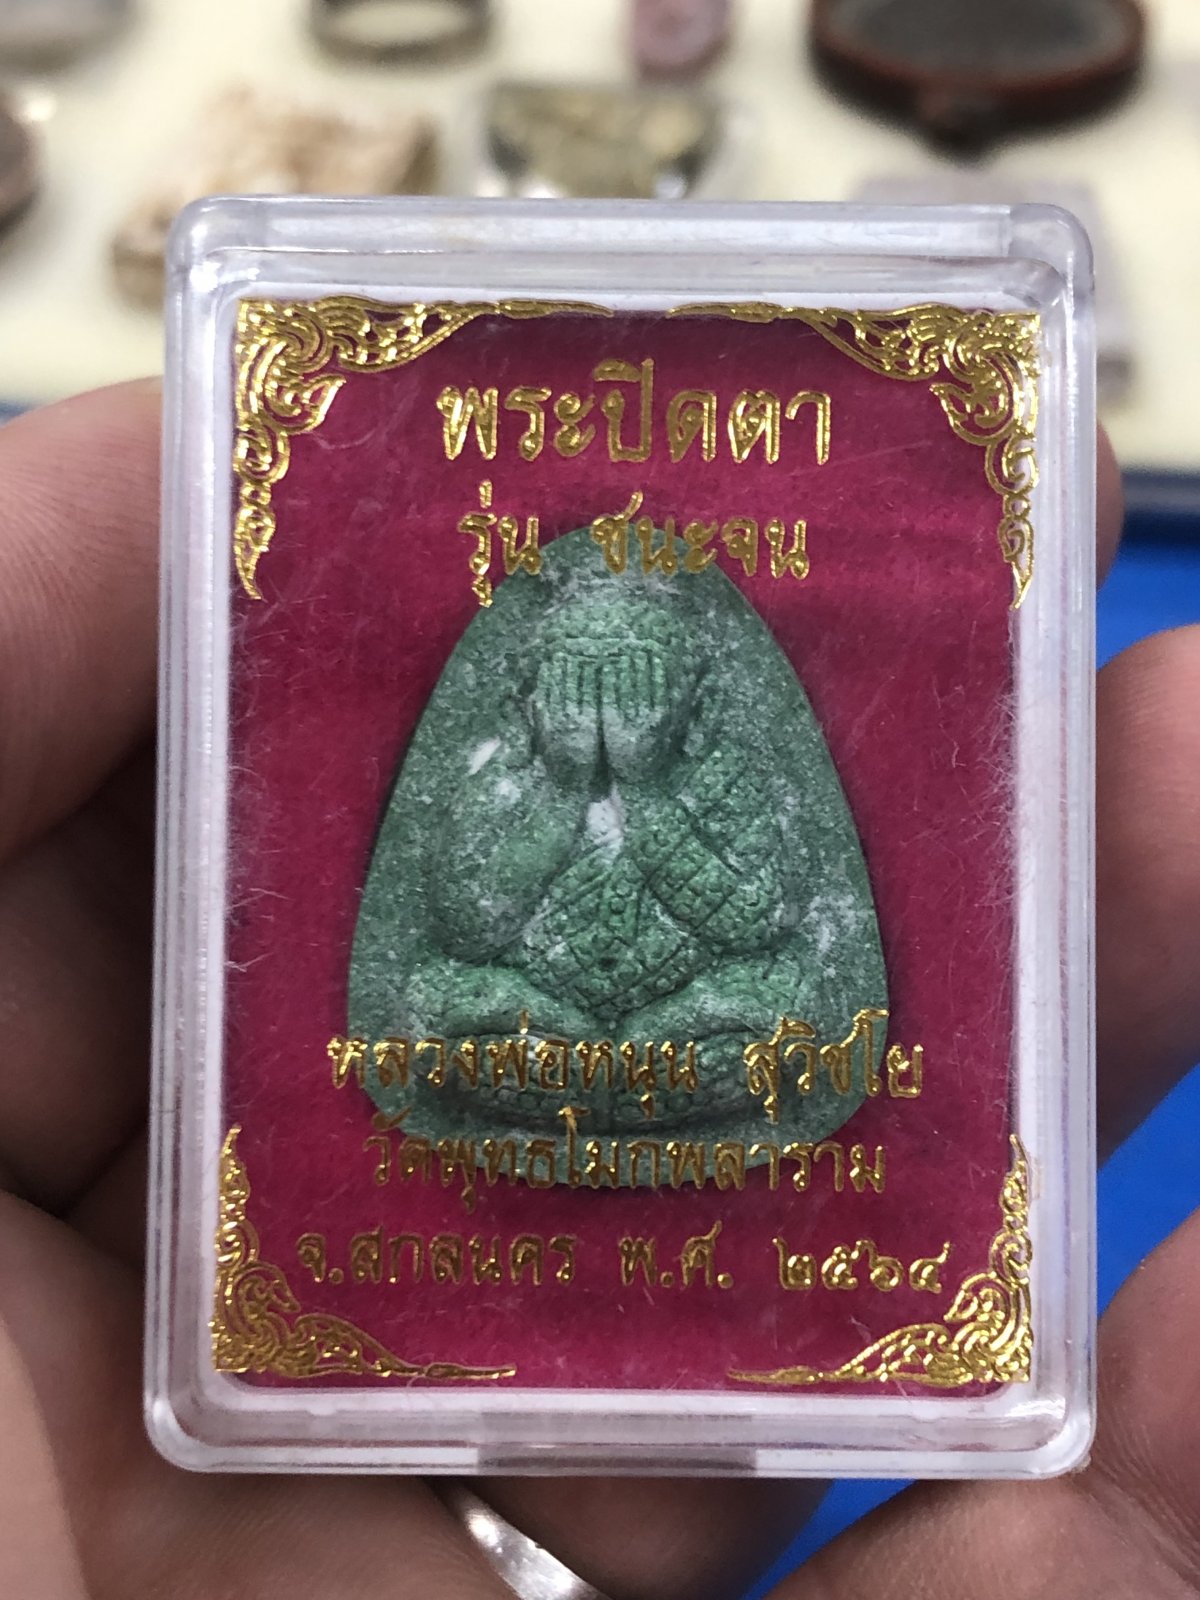 พระปิดตา
รุ่น ชนะจน
หลวงพ่อหนุน สุวิชโย
วัดพุทธโมกพลาราม
จ.สกลนคร พ.ศ. ๒๕๖๔